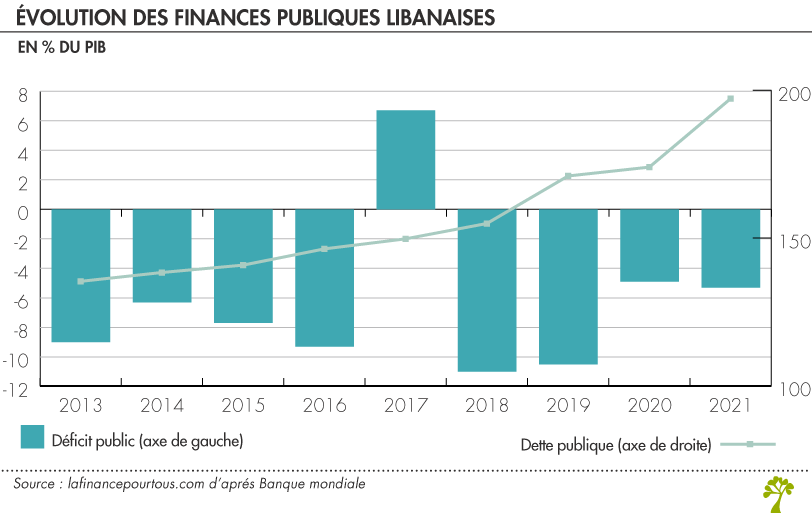 ÉVOLUTION DES FINANCES PUBLIQUES LIBANAISES
EN % DU PIB
8
6
4
2
0
-2
-4
-6
-8
-10
-12
200
150
100
2013 2014 2015 2016 2017 2018 2019 2020 2021
Déficit public (axe de gauche)
Dette publique (axe de droite)
Source : lafinancepourtous.com d'aprés Banque mondiale